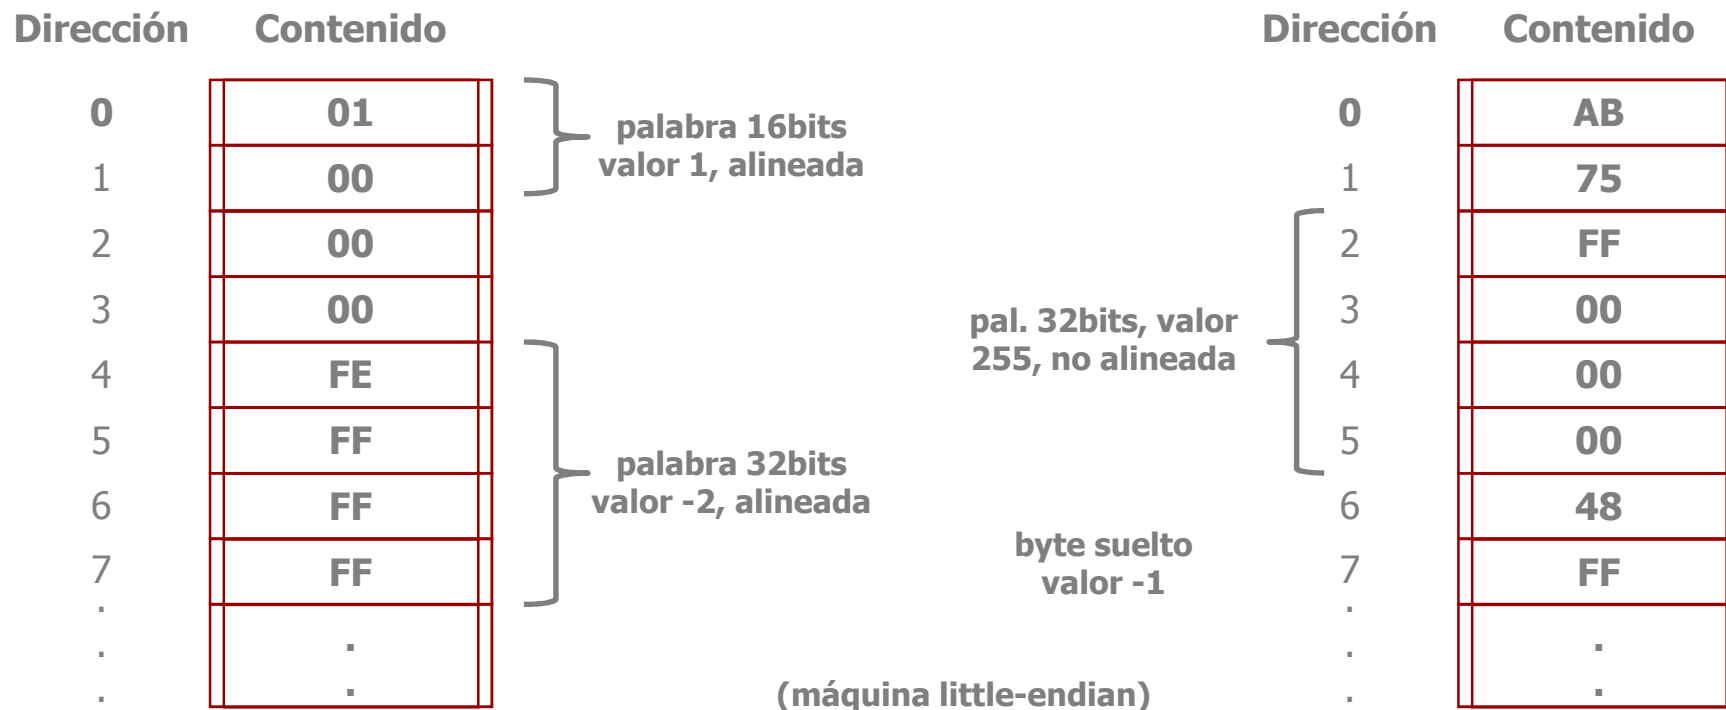 Dirección Contenido Dirección Contenido
0 01 0 AB
palabra 16bits
valor 1, alineada
1 00 1 75
2 00 2 FF
3 00 3 00
pal. 32bits, valor
255, no alineada
4 FE 4 00
5 FF 5 00
palabra 32bits
valor -2, alineada
6 FF 6 48
byte suelto
valor -1
7 FF 7 FF
. .
. . . .
. . (máquina little-endian) . .